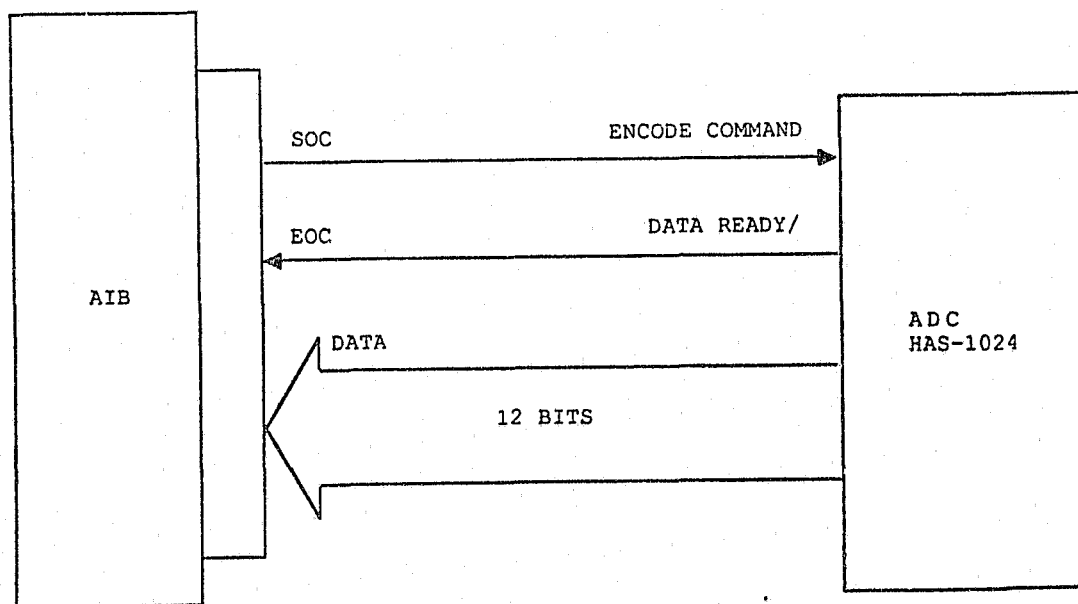 SOC
ENCODE COMMAND
EOC
DATA READY/
AIB
ADC
HAS-1024
DATA
12 BITS